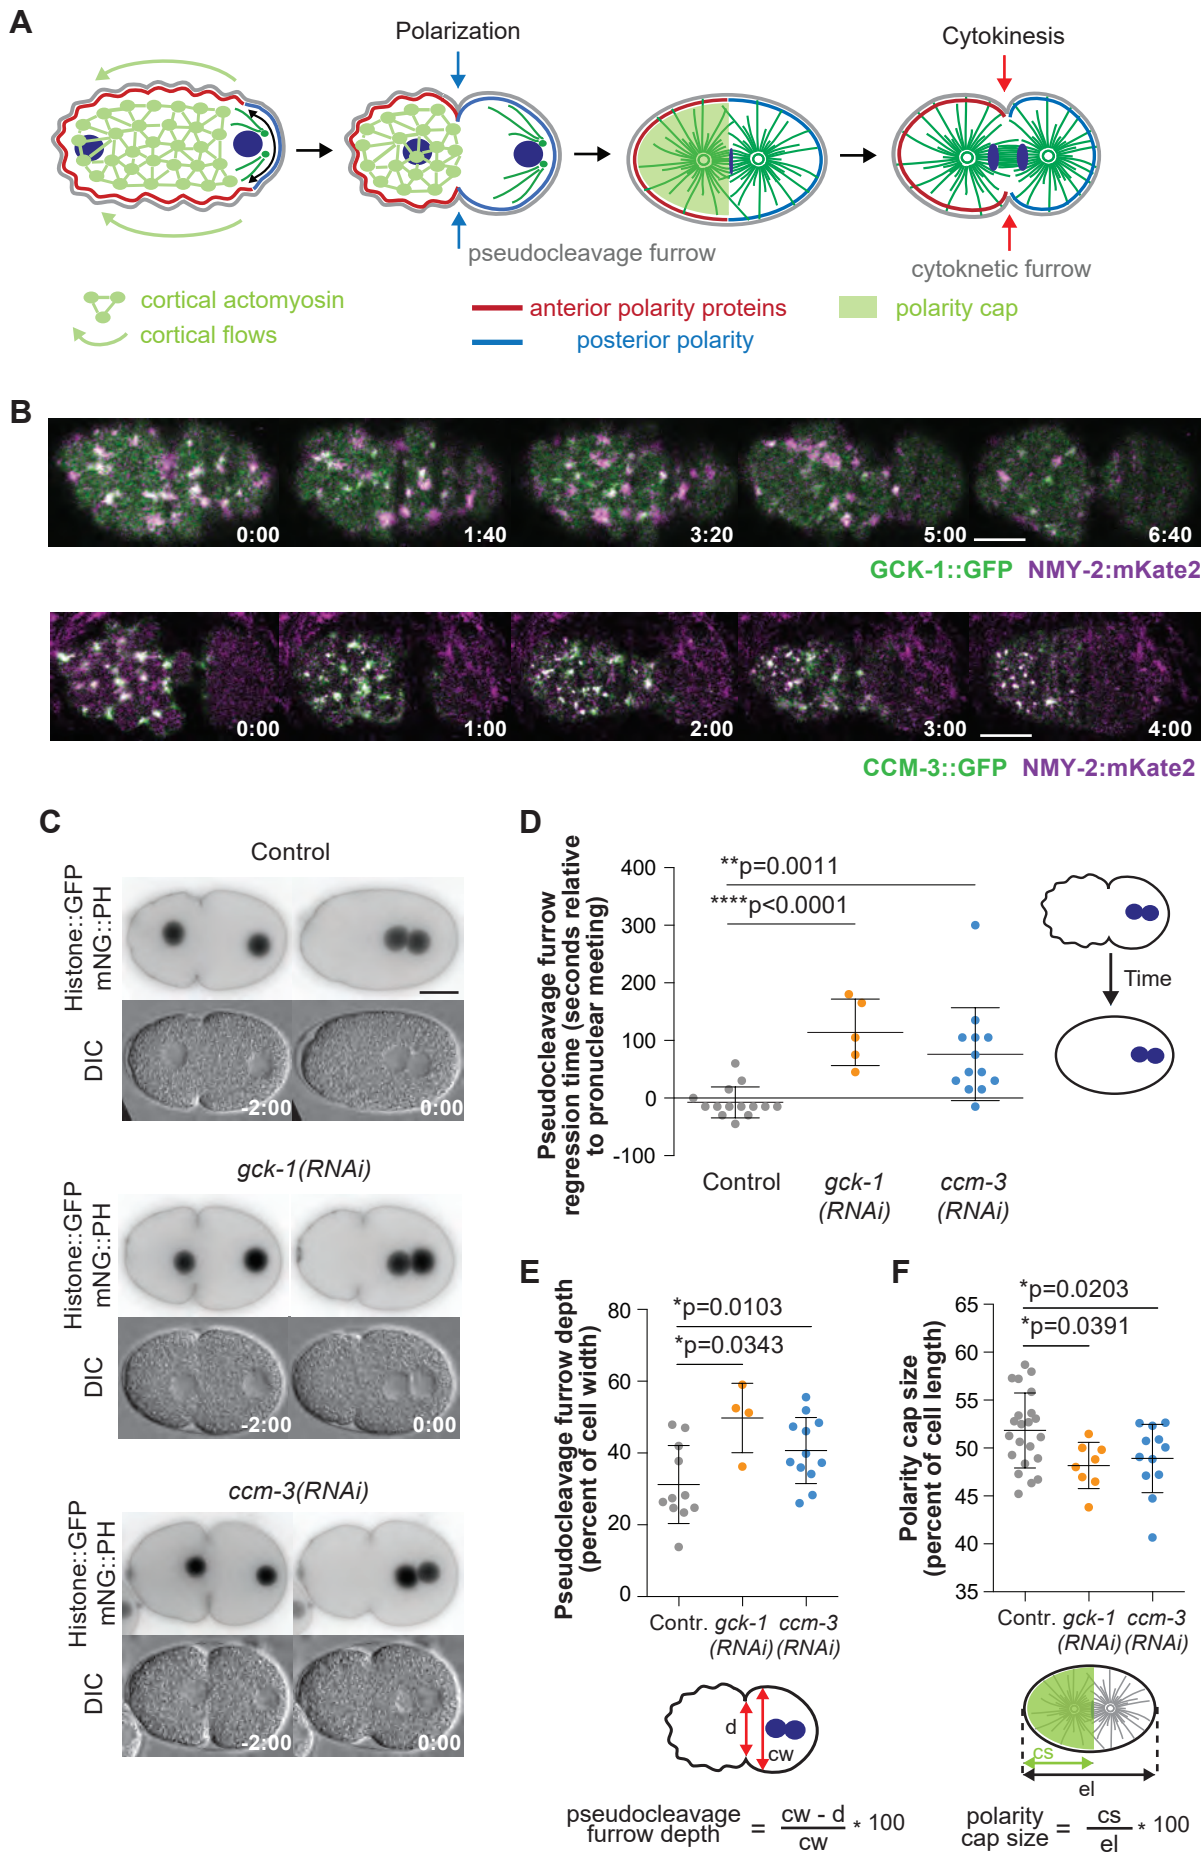 A
Polarization
Cytokinesis
pseudocleavage furrow
cytoknetic furrow
cortical actomyosin
cortical flows
anterior polarity proteins
posterior polarity
polarity cap
B
0:00
1:40
3:20
5:00
6:40
GCK-1::GFP NMY-2:mKate2
0:00
1:00
2:00
3:00
4:00
CCM-3::GFP NMY-2:mKate2
C
Control
Histone::GFP
mNG::PH
DIC
-2:00
0:00
gck-1(RNAi)
Histone::GFP
mNG::PH
DIC
-2:00
0:00
ccm-3(RNAi)
Histone::GFP
mNG::PH
DIC
-2:00
0:00
D
Pseudocleavage furrow
regression time (seconds relative
to pronuclear meeting)
400
300
200
100
0
-100
**p=0.0011
****p<0.0001
Control
gck-1
(RNAi)
ccm-3
(RNAi)
Time
E
Pseudocleavage furrow depth
(percent of cell width)
80
60
40
20
0
*p=0.0103
*p=0.0343
Contr.
gck-1
(RNAi)
ccm-3
(RNAi)
d
cw
pseudocleavage
furrow depth
= cw - d / cw * 100
F
Polarity cap size
(percent of cell length)
65
60
55
50
45
40
35
*p=0.0203
*p=0.0391
Contr.
gck-1
(RNAi)
ccm-3
(RNAi)
cs
el
polarity
cap size
= cs / el * 100